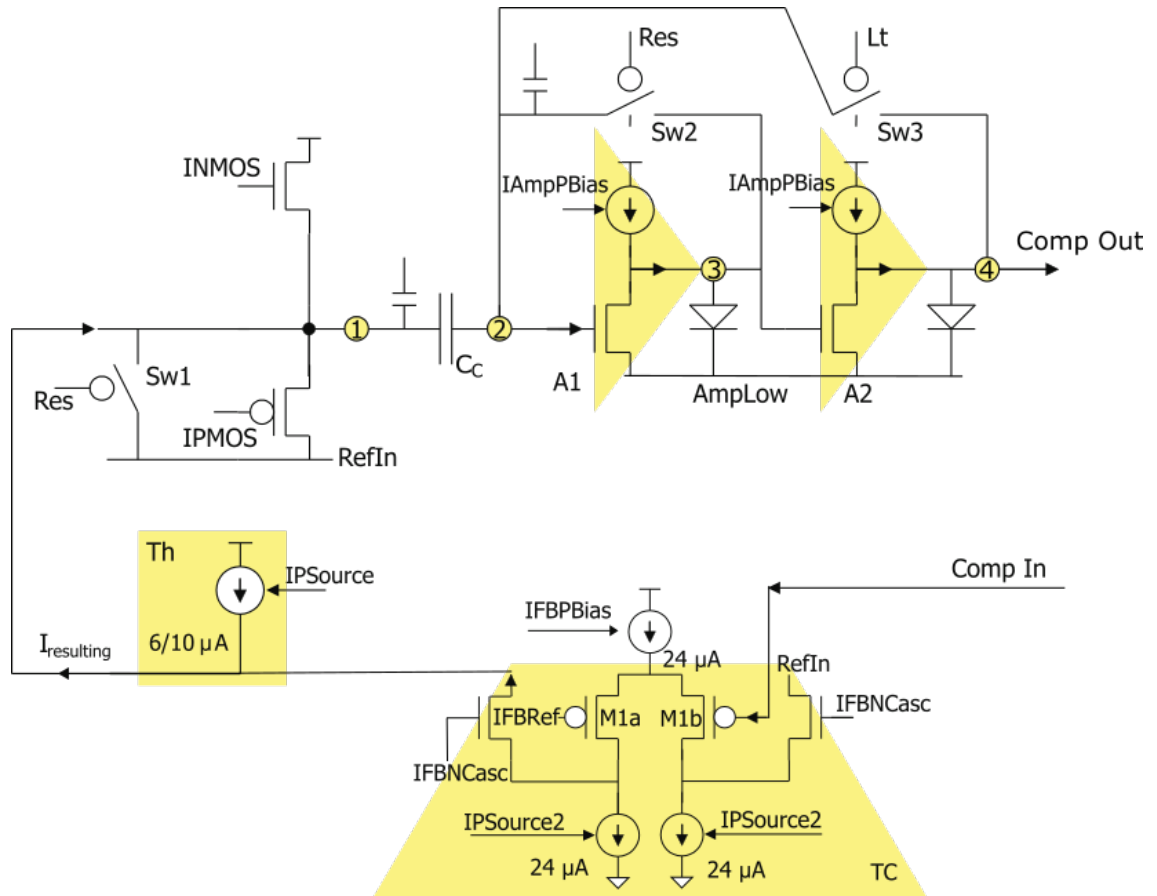 Res
Lt
Sw2
Sw3
INMOS
IAmpPBias
IAmpPBias
Comp Out
1
2
3
4
Sw1
CC
A1
AmpLow
A2
Res
IPMOS
RefIn
Th
IPSource
Comp In
6/10 µA
Iresulting
IFBPBias
24 µA
RefIn
IFBRef
M1a
M1b
IFBNCasc
IFBNCasc
IPSource2
IPSource2
24 µA
24 µA
TC